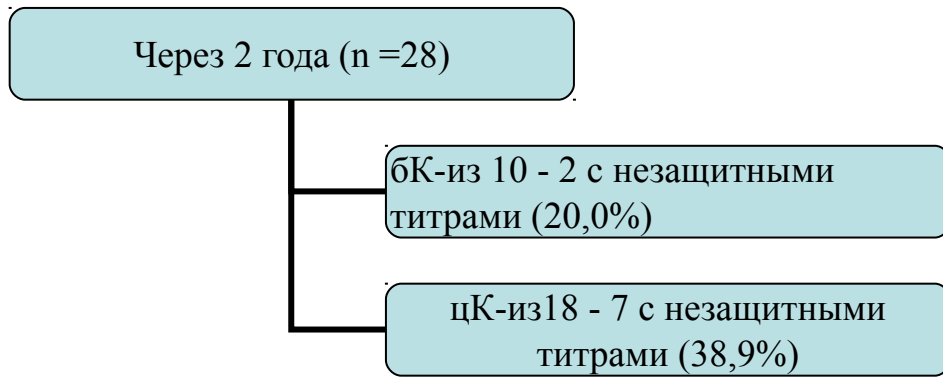 Через 2 года (n =28)
бК-из 10 - 2 с незащитными
титрами (20,0%)
цК-из18 - 7 с незащитными
титрами (38,9%)